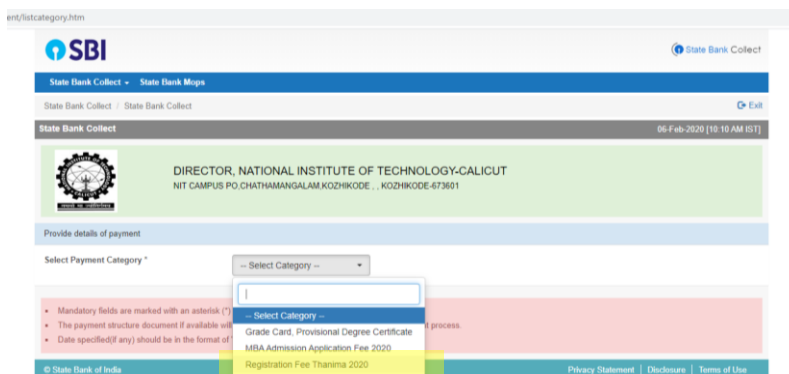 ent/listcategory.htm
SBI
State Bank Collect
State Bank Collect State Bank Mops
State Bank Collect / State Bank Collect
Exit
State Bank Collect
06-Feb-2020 [10:10 AM IST]
DIRECTOR, NATIONAL INSTITUTE OF TECHNOLOGY-CALICUT
NIT CAMPUS PO,CHATHAMANGALAM,KOZHIKODE , , KOZHIKODE-673601
Provide details of payment
Select Payment Category *
-- Select Category --
-- Select Category --
Grade Card, Provisional Degree Certificate
MBA Admission Application Fee 2020
Registration Fee Thanima 2020
Mandatory fields are marked with an asterisk (*)
The payment structure document if available will
t process.
Date specified(if any) should be in the format of
© State Bank of India
Privacy Statement | Disclosure | Terms of Use